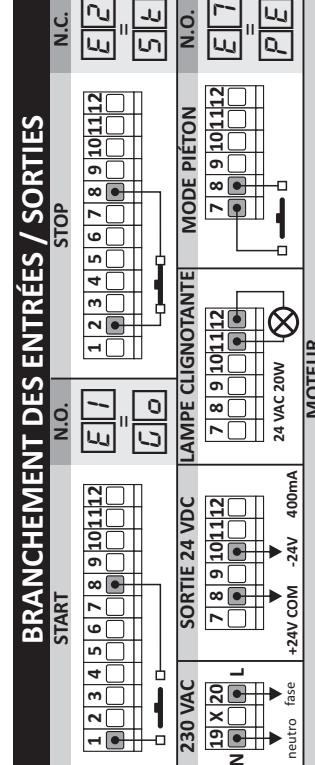 BRANCHEMENT DES ENTRÉES / SORTIES
START N.O.
1 2 3 4 5 6 7 8 9 10 11 12
E1
=
Go
STOP N.C.
1 2 3 4 5 6 7 8 9 10 11 12
E2
=
St
230 VAC
19 X 20
N L
neutro fase
SORTIE 24 VDC
7 8 9 10 11 12
+24V COM -24V 400mA
LAMPE CLIGNOTANTE
7 8 9 10 11 12
24 VAC 20W
MODE PIÉTON N.O.
7 8 9 10 11 12
E7
=
PE
MOTEUR